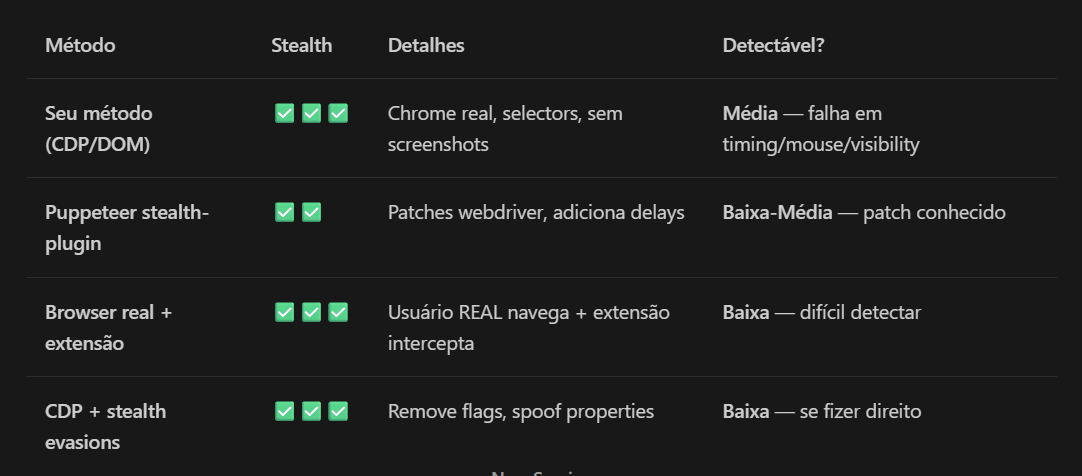 Método Stealth Detalhes Detectável?
Seu método ✅✅✅ Chrome real, selectors, sem Média — falha em
(CDP/DOM) screenshots timing/mouse/visibility
Puppeteer stealth- ✅✅ Patches webdriver, adiciona delays Baixa-Média — patch conhecido
plugin
Browser real + ✅✅✅ Usuário REAL navega + extensão Baixa — difícil detectar
extensão intercepta
CDP + stealth ✅✅✅ Remove flags, spoof properties Baixa — se fizer direito
evasions